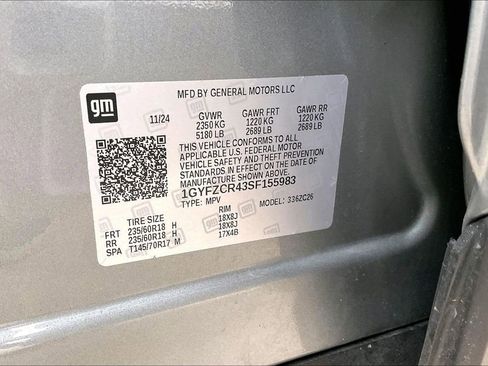 MFD BY GENERAL MOTORS LLC
gm
11/24 GVWR GAWR FRT GAWR RR
2350 KG 1220 KG 1220 KG
5180 LB 2689 LB 2689 LB
THIS VEHICLE CONFORMS TO ALL
APPLICABLE U.S. FEDERAL MOTOR
VEHICLE SAFETY AND THEFT PREVENTION
STANDARDS IN EFFECT ON THE DATE OF
MANUFACTURE SHOWN ABOVE.
1GYFZCR43SF155983
TYPE: MPV MODEL: 336ZC26
TIRE SIZE RIM
FRT 235/60R18 H 18X8J
RR 235/60R18 H 18X8J
SPA T145/70R17 M 17X4B